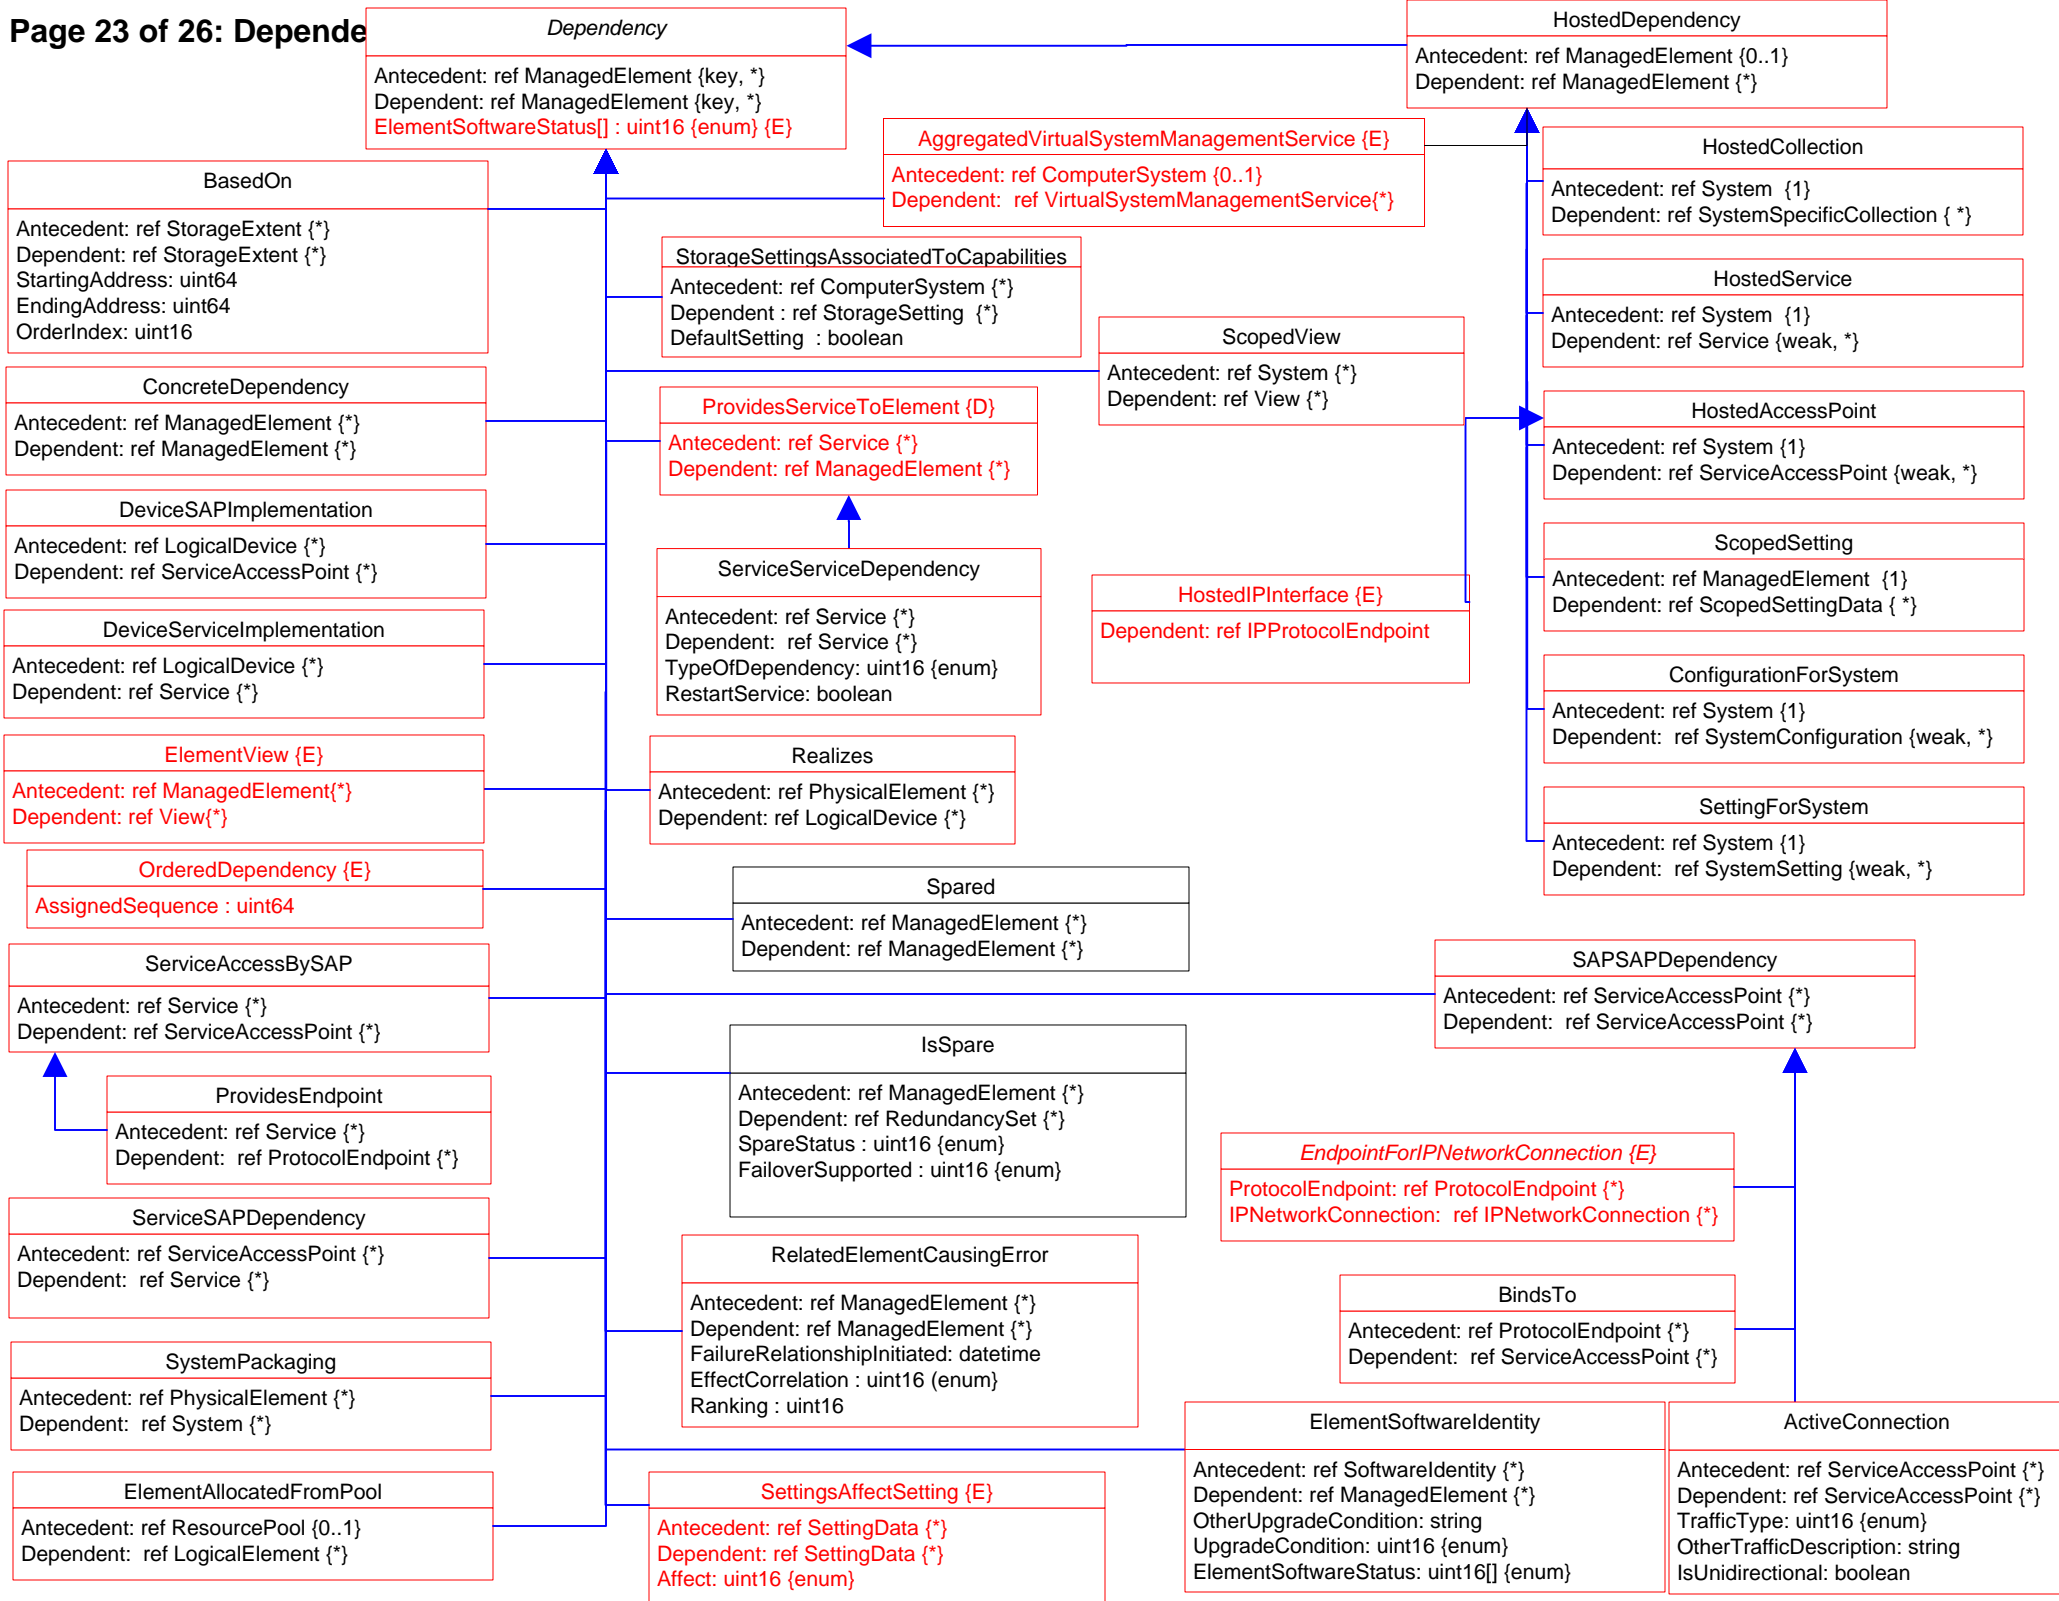 Page 23 of 26: Depende
Dependency
Antecedent: ref ManagedElement {key, *}
Dependent: ref ManagedElement {key, *}
ElementSoftwareStatus[] : uint16 {enum} {E}
HostedDependency
Antecedent: ref ManagedElement {0..1}
Dependent: ref ManagedElement {*}
AggregatedVirtualSystemManagementService {E}
Antecedent: ref ComputerSystem {0..1}
Dependent:  ref VirtualSystemManagementService{*}
HostedCollection
Antecedent: ref System  {1}
Dependent: ref SystemSpecificCollection { *}
BasedOn
Antecedent: ref StorageExtent {*}
Dependent: ref StorageExtent {*}
StartingAddress: uint64
EndingAddress: uint64
OrderIndex: uint16
StorageSettingsAssociatedToCapabilities
Antecedent: ref ComputerSystem {*}
Dependent : ref StorageSetting  {*}
DefaultSetting  : boolean
HostedService
Antecedent: ref System  {1}
Dependent: ref Service {weak, *}
ScopedView
Antecedent: ref System {*}
Dependent: ref View {*}
ConcreteDependency
Antecedent: ref ManagedElement {*}
Dependent: ref ManagedElement {*}
ProvidesServiceToElement {D}
Antecedent: ref Service {*}
Dependent: ref ManagedElement {*}
HostedAccessPoint
Antecedent: ref System {1}
Dependent: ref ServiceAccessPoint {weak, *}
DeviceSAPImplementation
Antecedent: ref LogicalDevice {*}
Dependent: ref ServiceAccessPoint {*}
ServiceServiceDependency
Antecedent: ref Service {*}
Dependent:  ref Service {*}
TypeOfDependency: uint16 {enum}
RestartService: boolean
HostedIPInterface {E}
Dependent: ref IPProtocolEndpoint
ScopedSetting
Antecedent: ref ManagedElement  {1}
Dependent: ref ScopedSettingData { *}
DeviceServiceImplementation
Antecedent: ref LogicalDevice {*}
Dependent: ref Service {*}
ConfigurationForSystem
Antecedent: ref System {1}
Dependent:  ref SystemConfiguration {weak, *}
ElementView {E}
Antecedent: ref ManagedElement{*}
Dependent: ref View{*}
Realizes
Antecedent: ref PhysicalElement {*}
Dependent: ref LogicalDevice {*}
SettingForSystem
Antecedent: ref System {1}
Dependent:  ref SystemSetting {weak, *}
OrderedDependency {E}
AssignedSequence : uint64
Spared
Antecedent: ref ManagedElement {*}
Dependent: ref ManagedElement {*}
ServiceAccessBySAP
Antecedent: ref Service {*}
Dependent: ref ServiceAccessPoint {*}
SAPSAPDependency
Antecedent: ref ServiceAccessPoint {*}
Dependent:  ref ServiceAccessPoint {*}
IsSpare
Antecedent: ref ManagedElement {*}
Dependent: ref RedundancySet {*}
SpareStatus : uint16 {enum}
FailoverSupported : uint16 {enum}
ProvidesEndpoint
Antecedent: ref Service {*}
Dependent:  ref ProtocolEndpoint {*}
EndpointForIPNetworkConnection {E}
ProtocolEndpoint: ref ProtocolEndpoint {*}
IPNetworkConnection:  ref IPNetworkConnection {*}
ServiceSAPDependency
Antecedent: ref ServiceAccessPoint {*}
Dependent:  ref Service {*}
RelatedElementCausingError
Antecedent: ref ManagedElement {*}
Dependent: ref ManagedElement {*}
FailureRelationshipInitiated: datetime
EffectCorrelation : uint16 (enum}
Ranking : uint16
BindsTo
Antecedent: ref ProtocolEndpoint {*}
Dependent:  ref ServiceAccessPoint {*}
SystemPackaging
Antecedent: ref PhysicalElement {*}
Dependent:  ref System {*}
ElementSoftwareIdentity
Antecedent: ref SoftwareIdentity {*}
Dependent: ref ManagedElement {*}
OtherUpgradeCondition: string
UpgradeCondition: uint16 {enum}
ElementSoftwareStatus: uint16[] {enum}
ActiveConnection
Antecedent: ref ServiceAccessPoint {*}
Dependent: ref ServiceAccessPoint {*}
TrafficType: uint16 {enum}
OtherTrafficDescription: string
IsUnidirectional: boolean
ElementAllocatedFromPool
Antecedent: ref ResourcePool {0..1}
Dependent:  ref LogicalElement {*}
SettingsAffectSetting {E}
Antecedent: ref SettingData {*}
Dependent: ref SettingData {*}
Affect: uint16 {enum}